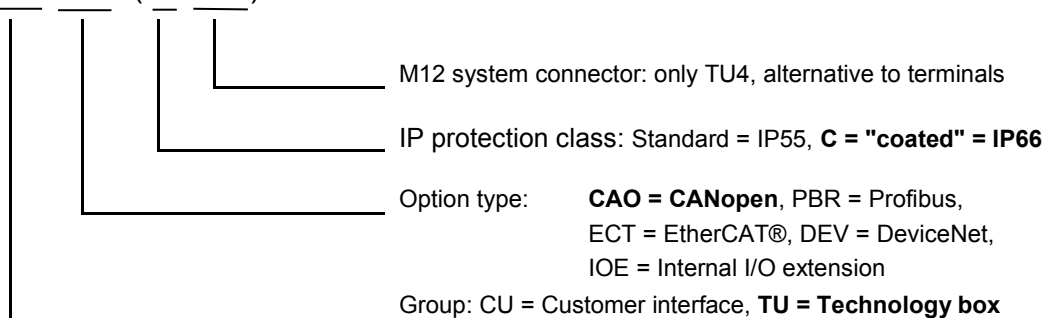 M12 system connector: only TU4, alternative to terminals
IP protection class: Standard = IP55, C = "coated" = IP66
Option type: CAO = CANopen, PBR = Profibus,
ECT = EtherCAT®, DEV = DeviceNet,
IOE = Internal I/O extension
Group: CU = Customer interface, TU = Technology box